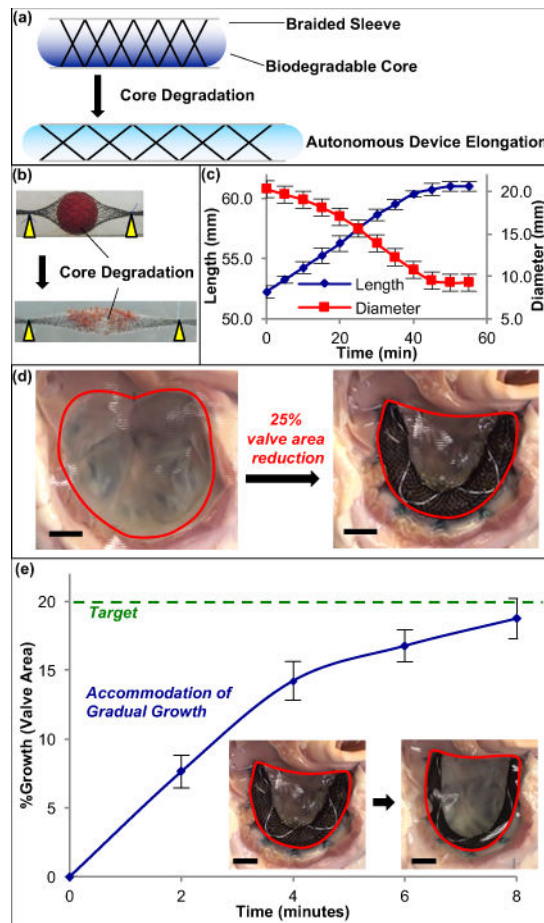 (a)
Braided Sleeve
Biodegradable Core
Core Degradation
Autonomous Device Elongation
(b)
Core Degradation
(c)
60.0
55.0
50.0
Length (mm)
20.0
15.0
10.0
5.0
Diameter (mm)
Length
Diameter
0
20
40
60
Time (min)
(d)
25%
valve area
reduction
(e)
20
15
10
5
0
%Growth (Valve Area)
Target
Accommodation of
Gradual Growth
0
2
4
6
8
Time (minutes)